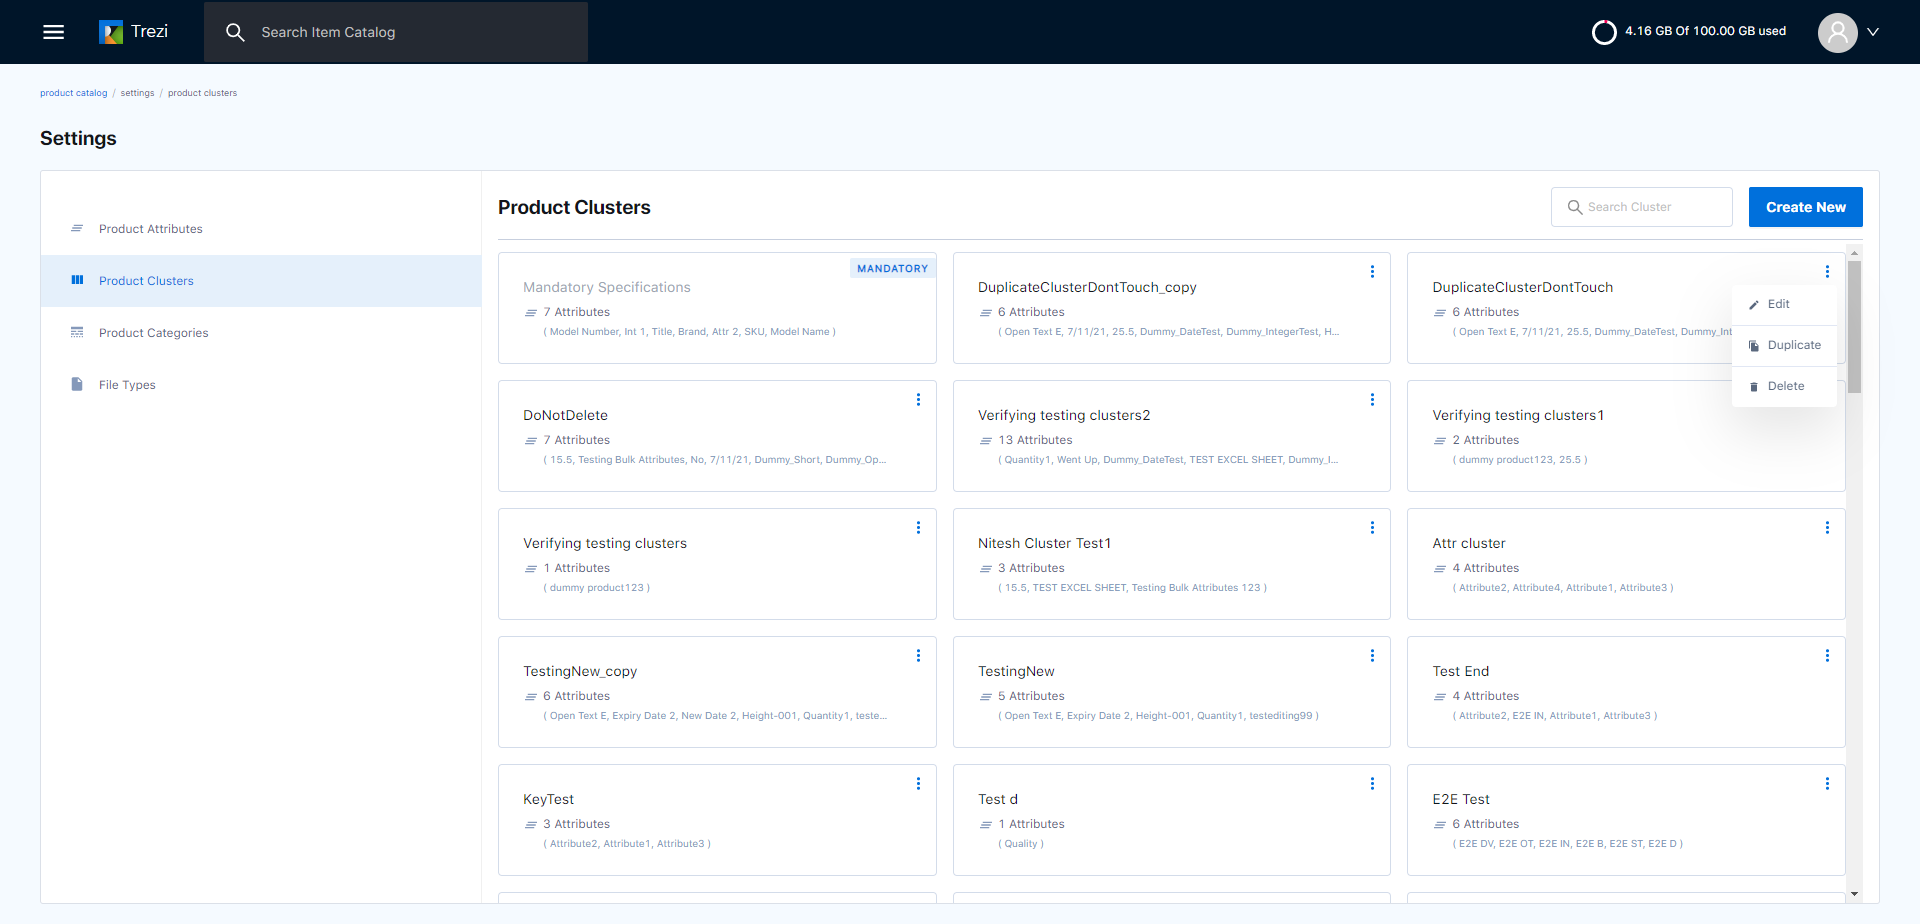 Trezi
Search Item Catalog
4.16 GB Of 100.00 GB used
product catalog / settings / product clusters
Settings
Product Attributes
Product Clusters
Product Categories
File Types
Product Clusters
Search Cluster
Create New
MANDATORY
Mandatory Specifications
7 Attributes
( Model Number, Int 1, Title, Brand, Attr 2, SKU, Model Name )
DuplicateClusterDontTouch_copy
6 Attributes
( Open Text E, 7/11/21, 25.5, Dummy_DateTest, Dummy_IntegerTest, H...
DuplicateClusterDontTouch
6 Attributes
( Open Text E, 7/11/21, 25.5, Dummy_DateTest, Dummy_Int
Edit
Duplicate
Delete
DoNotDelete
7 Attributes
( 15.5, Testing Bulk Attributes, No, 7/11/21, Dummy_Short, Dummy_Op...
Verifying testing clusters2
13 Attributes
( Quantity1, Went Up, Dummy_DateTest, TEST EXCEL SHEET, Dummy_I...
Verifying testing clusters1
2 Attributes
( dummy product123, 25.5 )
Verifying testing clusters
1 Attributes
( dummy product123 )
Nitesh Cluster Test1
3 Attributes
( 15.5, TEST EXCEL SHEET, Testing Bulk Attributes 123 )
Attr cluster
4 Attributes
( Attribute2, Attribute4, Attribute1, Attribute3 )
TestingNew_copy
6 Attributes
( Open Text E, Expiry Date 2, New Date 2, Height-001, Quantity1, teste...
TestingNew
5 Attributes
( Open Text E, Expiry Date 2, Height-001, Quantity1, testediting99 )
Test End
4 Attributes
( Attribute2, E2E IN, Attribute1, Attribute3 )
KeyTest
3 Attributes
( Attribute2, Attribute1, Attribute3 )
Test d
1 Attributes
( Quality )
E2E Test
6 Attributes
( E2E DV, E2E OT, E2E IN, E2E B, E2E ST, E2E D )